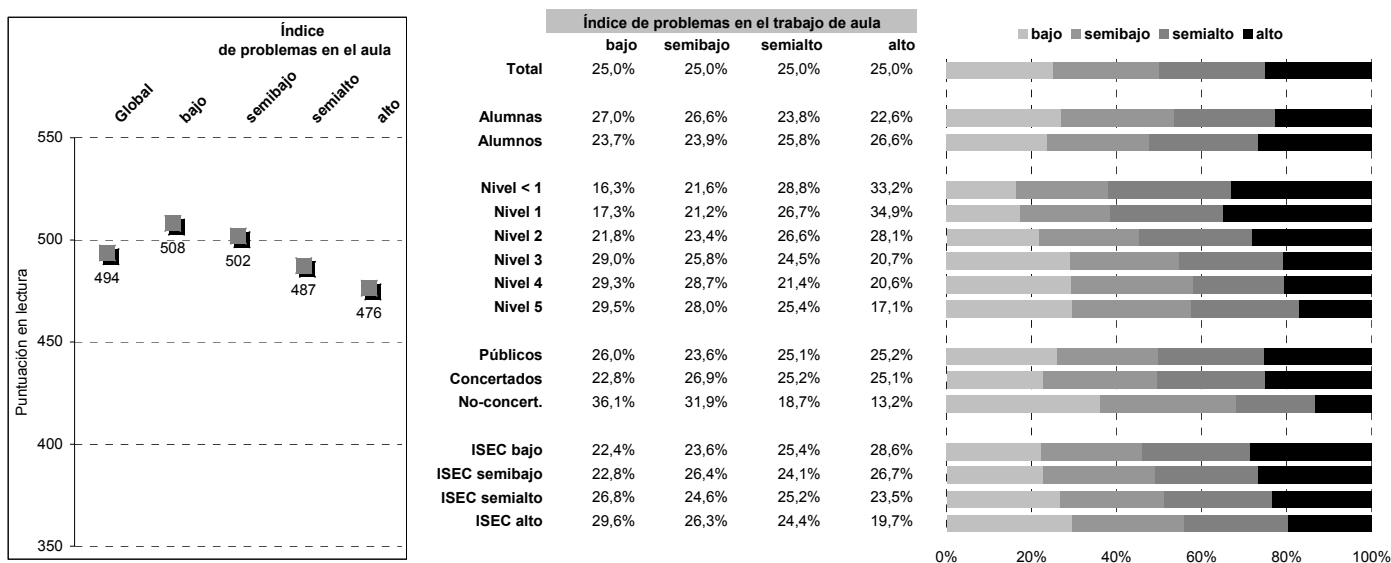 Índice
de problemas en el aula
Global bajo semibajo semialto alto
Puntuación en lectura
550
500
450
400
350
494
508
502
487
476
Índice de problemas en el trabajo de aula
bajo semibajo semialto alto
Total 25,0% 25,0% 25,0% 25,0%
Alumnas 27,0% 26,6% 23,8% 22,6%
Alumnos 23,7% 23,9% 25,8% 26,6%
Nivel < 1 16,3% 21,6% 28,8% 33,2%
Nivel 1 17,3% 21,2% 26,7% 34,9%
Nivel 2 21,8% 23,4% 26,6% 28,1%
Nivel 3 29,0% 25,8% 24,5% 20,7%
Nivel 4 29,3% 28,7% 21,4% 20,6%
Nivel 5 29,5% 28,0% 25,4% 17,1%
Públicos 26,0% 23,6% 25,1% 25,2%
Concertados 22,8% 26,9% 25,2% 25,1%
No-concert. 36,1% 31,9% 18,7% 13,2%
ISEC bajo 22,4% 23,6% 25,4% 28,6%
ISEC semibajo 22,8% 26,4% 24,1% 26,7%
ISEC semialto 26,8% 24,6% 25,2% 23,5%
ISEC alto 29,6% 26,3% 24,4% 19,7%
bajo semibajo semialto alto
0% 20% 40% 60% 80% 100%